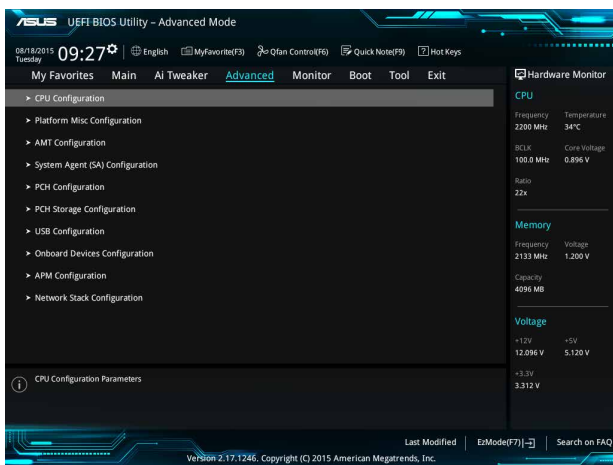 ASUS UEFI BIOS Utility – Advanced Mode
08/18/2015 Tuesday 09:27 English MyFavorite(F3) Qfan Control(F6) Quick Note(F9) ? Hot Keys
My Favorites Main Ai Tweaker Advanced Monitor Boot Tool Exit
Hardware Monitor
> CPU Configuration
> Platform Misc Configuration
> AMT Configuration
> System Agent (SA) Configuration
> PCH Configuration
> PCH Storage Configuration
> USB Configuration
> Onboard Devices Configuration
> APM Configuration
> Network Stack Configuration
CPU
Frequency Temperature
2200 MHz 34°C
BCLK Core Voltage
100.0 MHz 0.896 V
Ratio
22x
Memory
Frequency Voltage
2133 MHz 1.200 V
Capacity
4096 MB
Voltage
+12V +5V
12.096 V 5.120 V
+3.3V
3.312 V
i CPU Configuration Parameters
Last Modified EzMode(F7) Search on FAQ
Version 2.17.1246. Copyright (C) 2015 American Megatrends, Inc.